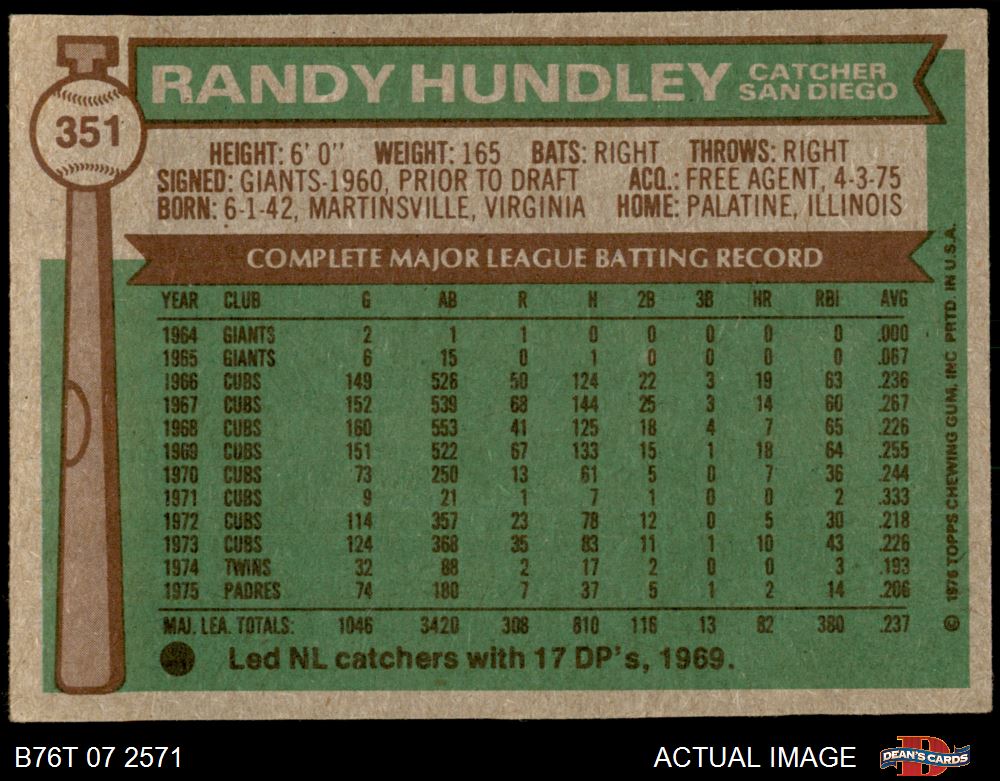 351
RANDY HUNDLEY CATCHER SAN DIEGO
HEIGHT: 6' 0" WEIGHT: 165 BATS: RIGHT THROWS: RIGHT
SIGNED: GIANTS-1960, PRIOR TO DRAFT ACQ.: FREE AGENT, 4-3-75
BORN: 6-1-42, MARTINSVILLE, VIRGINIA HOME: PALATINE, ILLINOIS
COMPLETE MAJOR LEAGUE BATTING RECORD
YEAR CLUB G AB R H 2B 3B HR RBI AVG
1964 GIANTS 2 1 1 0 0 0 0 0 .000
1965 GIANTS 6 15 0 1 0 0 0 0 .067
1966 CUBS 149 526 50 124 22 3 19 63 .236
1967 CUBS 152 539 68 144 25 3 14 60 .267
1968 CUBS 160 553 41 125 18 4 7 65 .226
1969 CUBS 151 522 67 133 15 1 18 64 .255
1970 CUBS 73 250 13 61 5 0 7 36 .244
1971 CUBS 9 21 1 7 1 0 0 2 .333
1972 CUBS 114 357 23 78 12 0 5 30 .218
1973 CUBS 124 368 35 83 11 1 10 43 .226
1974 TWINS 32 88 2 17 2 0 0 3 .193
1975 PADRES 74 180 7 37 5 1 2 14 .206
MAJ. LEA. TOTALS: 1046 3420 308 810 116 13 82 380 .237
Led NL catchers with 17 DP's, 1969.
© 1976 TOPPS CHEWING GUM, INC PRTD. IN U.S.A.
B76T 07 2571
ACTUAL IMAGE
DEAN'S CARDS